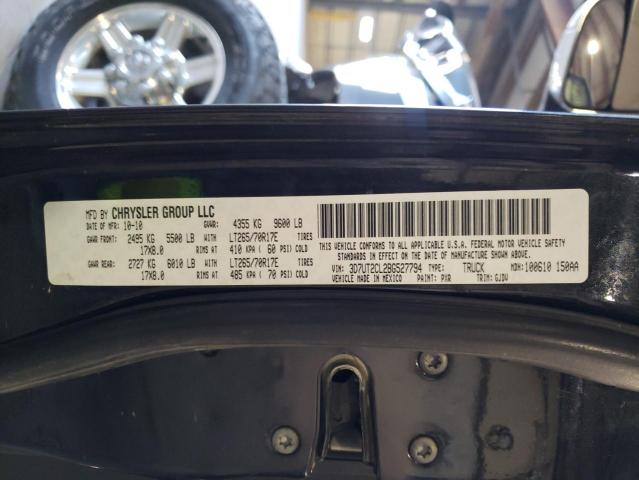 MFD BY CHRYSLER GROUP LLC
DATE OF MFR: 10-10 GVWR: 4355 KG 9600 LB
GAWR FRONT: 2495 KG 5500 LB WITH LT265/70R17E TIRES
17X8.0 RIMS AT 410 KPA ( 60 PSI) COLD
GAWR REAR: 2727 KG 6010 LB WITH LT265/70R17E TIRES
17X8.0 RIMS AT 485 KPA ( 70 PSI) COLD
THIS VEHICLE CONFORMS TO ALL APPLICABLE U.S.A. FEDERAL MOTOR VEHICLE SAFETY
STANDARDS IN EFFECT ON THE DATE OF MANUFACTURE SHOWN ABOVE.
VIN: 3D7UT2CL2BG527794 TYPE: TRUCK MDH: 100610 150AA
VEHICLE MADE IN MEXICO PAINT: PXR TRIM: GJDV